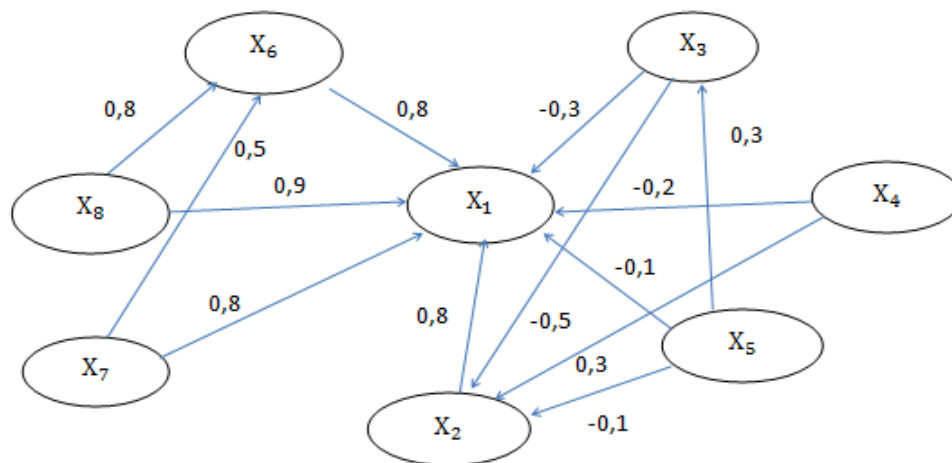 X₆
X₃
0,8
0,8
-0,3
0,5
0,3
X₈
0,9
X₁
-0,2
X₄
-0,1
0,8
0,8
-0,5
X₅
X₇
0,3
X₂
-0,1